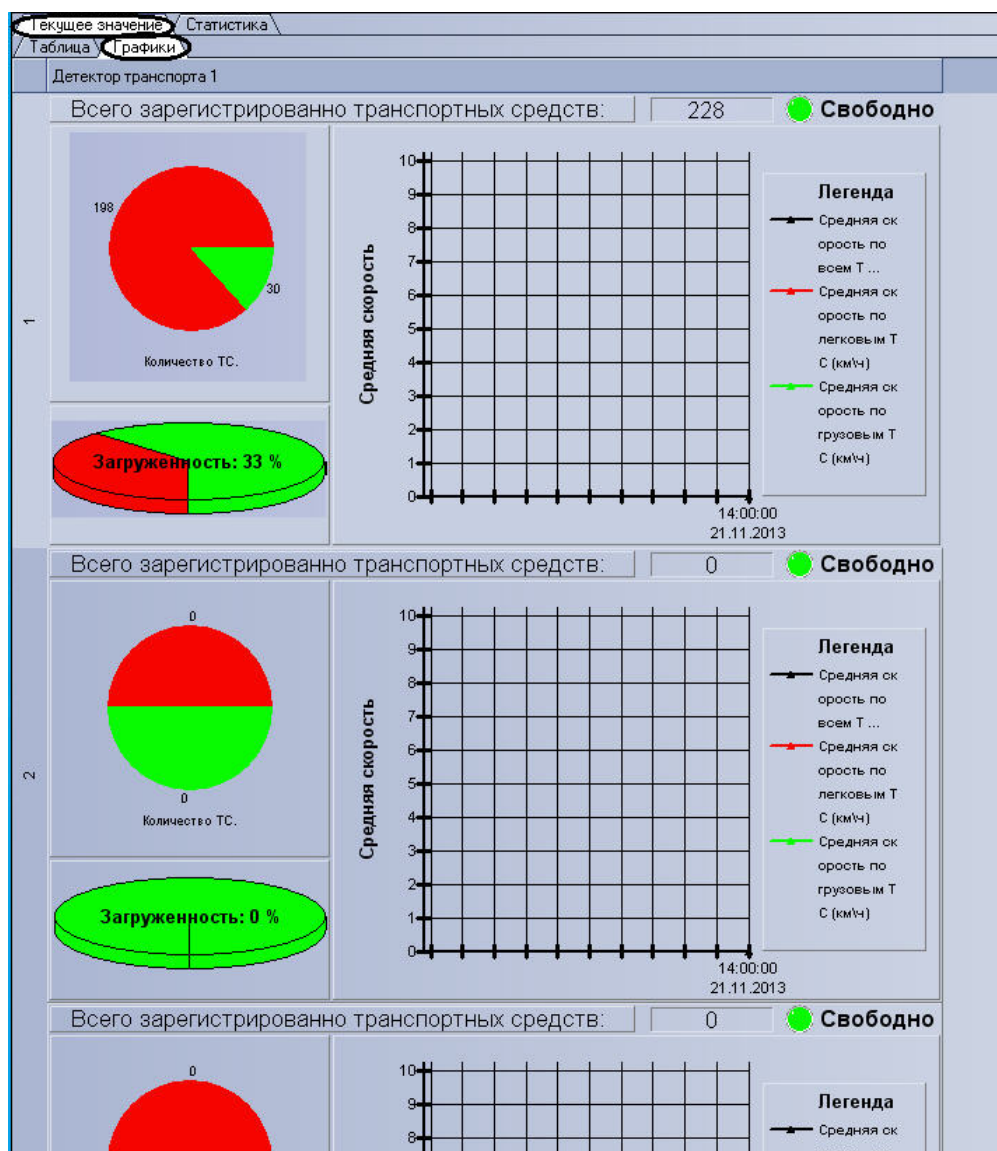 Текущее значение Статистика
Таблица Графики
Детектор транспорта 1
1
Всего зарегистрированно транспортных средств: 228 Свободно
198
30
Количество ТС.
Загруженность: 33 %
Средняя скорость
10
9
8
7
6
5
4
3
2
1
0
14:00:00
21.11.2013
Легенда
Средняя ск
орость по
всем Т ...
Средняя ск
орость по
легковым Т
С (км\ч)
Средняя ск
орость по
грузовым Т
С (км\ч)
2
Всего зарегистрированно транспортных средств: 0 Свободно
0
0
Количество ТС.
Загруженность: 0 %
Средняя скорость
10
9
8
7
6
5
4
3
2
1
0
14:00:00
21.11.2013
Легенда
Средняя ск
орость по
всем Т ...
Средняя ск
орость по
легковым Т
С (км\ч)
Средняя ск
орость по
грузовым Т
С (км\ч)
Всего зарегистрированно транспортных средств: 0 Свободно
0
10
9
8
Легенда
Средняя ск